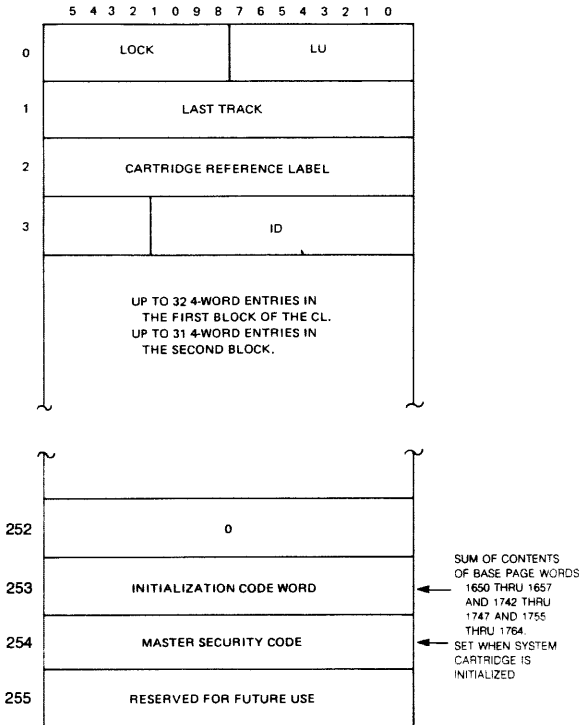 5 4 3 2 1 0 9 8 7 6 5 4 3 2 1 0
0 LOCK LU
1 LAST TRACK
2 CARTRIDGE REFERENCE LABEL
3 ID
UP TO 32 4-WORD ENTRIES IN
THE FIRST BLOCK OF THE CL.
UP TO 31 4-WORD ENTRIES IN
THE SECOND BLOCK.
252 0
253 INITIALIZATION CODE WORD
254 MASTER SECURITY CODE
255 RESERVED FOR FUTURE USE
SUM OF CONTENTS
OF BASE PAGE WORDS
1650 THRU 1657
AND 1742 THRU
1747 AND 1755
THRU 1764.
SET WHEN SYSTEM
CARTRIDGE IS
INITIALIZED